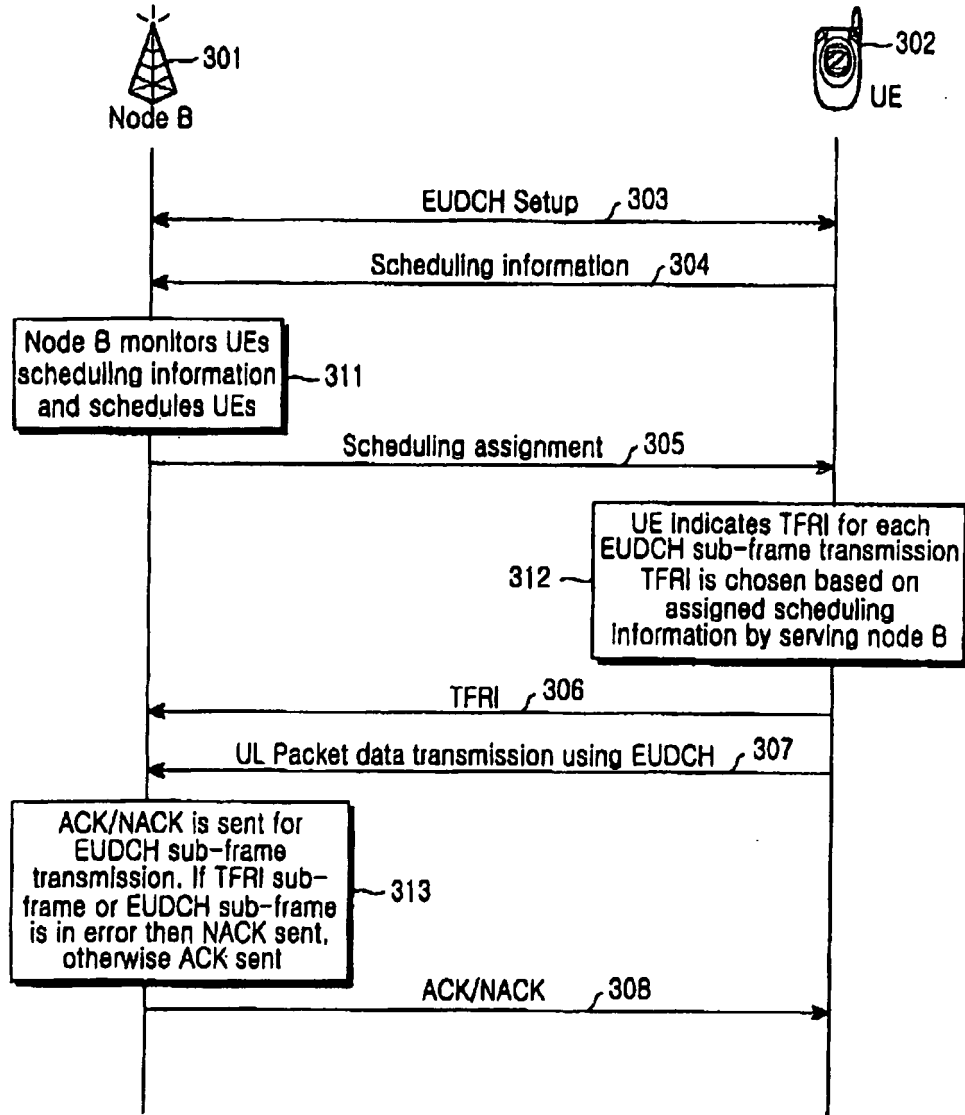 301
302
Node B
UE
EUDCH Setup 303
Scheduling information 304
Node B monitors UEs
scheduling information
and schedules UEs
311
Scheduling assignment 305
UE indicates TFRI for each
EUDCH sub-frame transmission
TFRI is chosen based on
assigned scheduling
information by serving node B
312
TFRI 306
UL Packet data transmission using EUDCH 307
ACK/NACK is sent for
EUDCH sub-frame
transmission. If TFRI sub-
frame or EUDCH sub-frame
is in error then NACK sent,
otherwise ACK sent
313
ACK/NACK 308